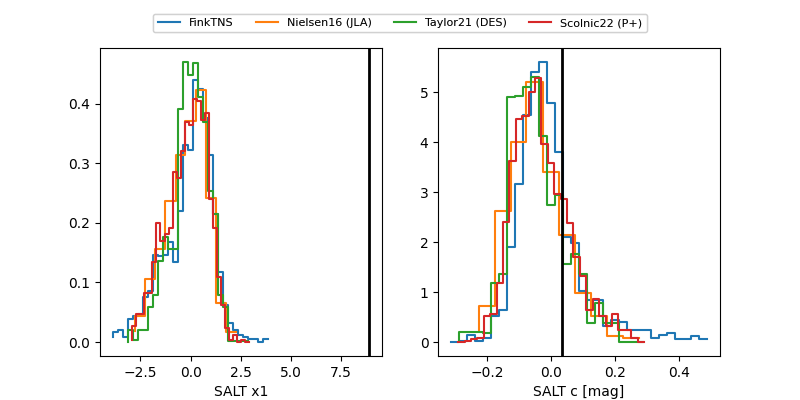 FinkTNS Nielsen16 (JLA) Taylor21 (DES) Scolnic22 (P+)
0.4
0.3
0.2
0.1
0.0
−2.5 0.0 2.5 5.0 7.5
SALT x1
5
4
3
2
1
0
−0.2 0.0 0.2 0.4
SALT c [mag]